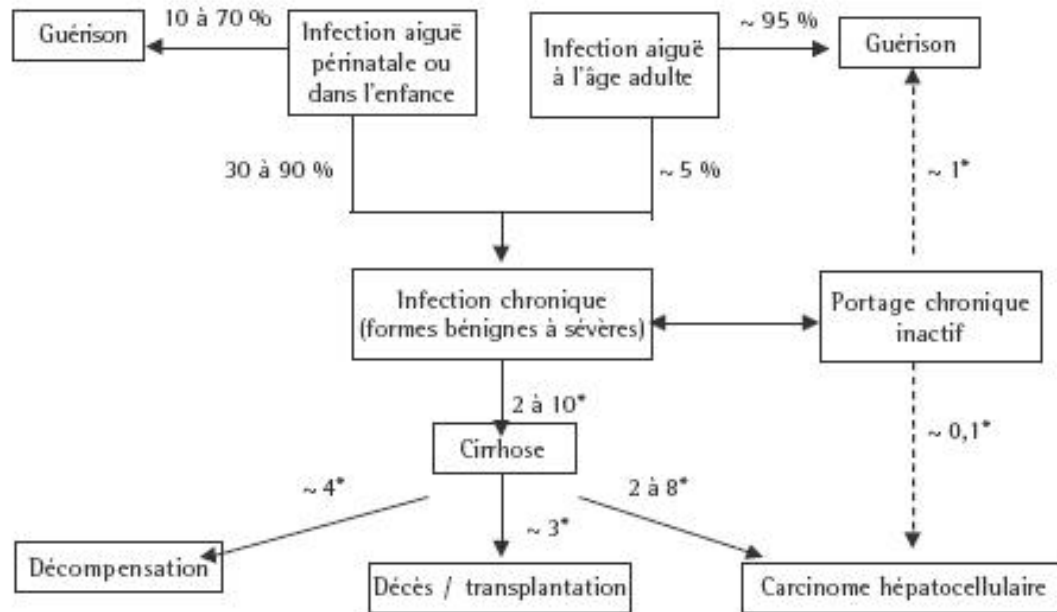 10 à 70 %
Guérison
Infection aiguë
périnatale ou
dans l'enfance
Infection aiguë
à l'âge adulte
~ 95 %
Guérison
30 à 90 %
~ 5 %
~ 1*
Infection chronique
(formes bénignes à sévères)
Portage chronique
inactif
2 à 10*
Cirrhose
~ 0,1*
~ 4*
~ 3*
2 à 8*
Décompensation
Décès / transplantation
Carcinome hépatocellulaire